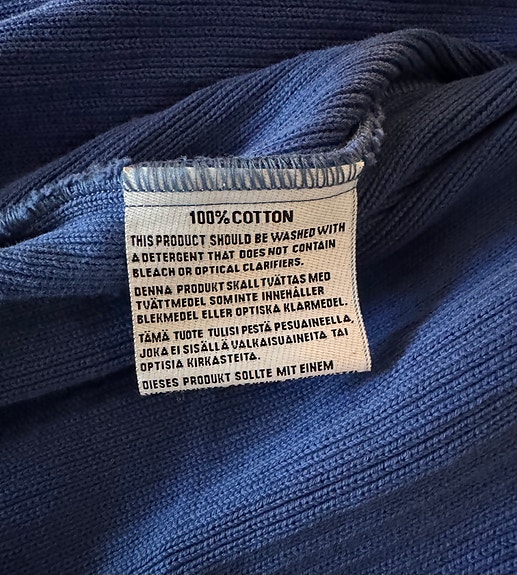 100% COTTON
THIS PRODUCT SHOULD BE WASHED WITH
A DETERGENT THAT DOES NOT CONTAIN
BLEACH OR OPTICAL CLARIFIERS.
DENNA PRODUKT SKALL TVÄTTAS MED
TVÄTTMEDEL SOM INTE INNEHÅLLER
BLEKMEDEL ELLER OPTISKA KLARMEDEL.
TÄMÄ TUOTE TULISI PESTÄ PESUAINEELLA,
JOKA EI SISÄLLÄ VALKAISUAINEITA TAI
OPTISIA KIRKASTEITA.
DIESES PRODUKT SOLLTE MIT EINEM